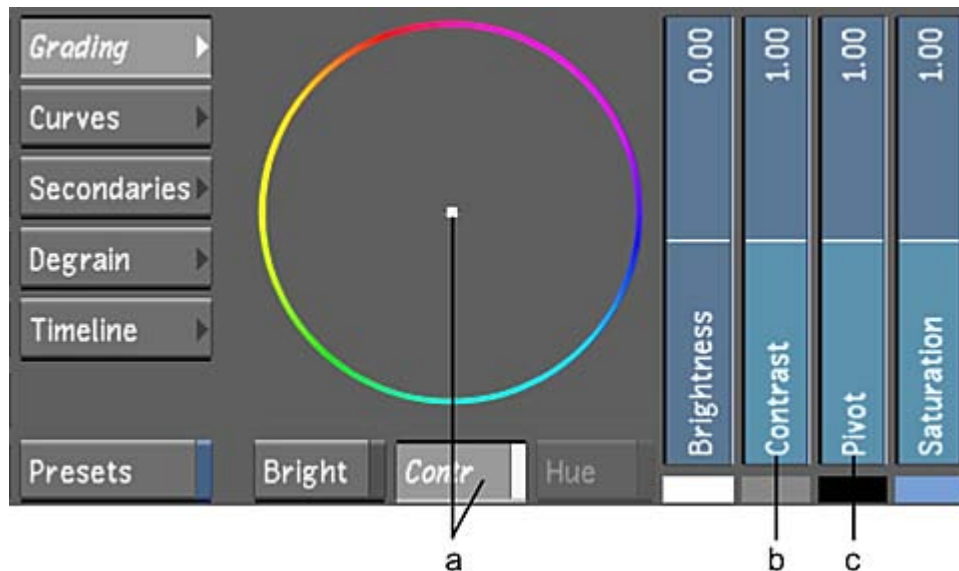 Grading
Curves
Secondaries
Degrain
Timeline
Presets
Bright
Contr
Hue
Brightness 0.00
Contrast 1.00
Pivot 1.00
Saturation 1.00
a
b
c